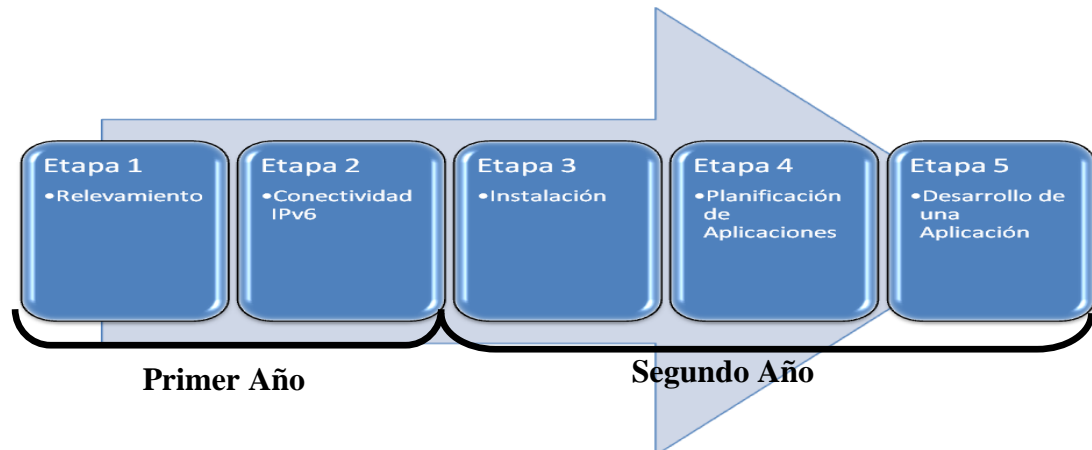 Etapa 1
•Relevamiento
Etapa 2
•Conectividad
IPv6
Etapa 3
•Instalación
Etapa 4
•Planificación
de
Aplicaciones
Etapa 5
•Desarrollo de
una
Aplicación
Primer Año
Segundo Año